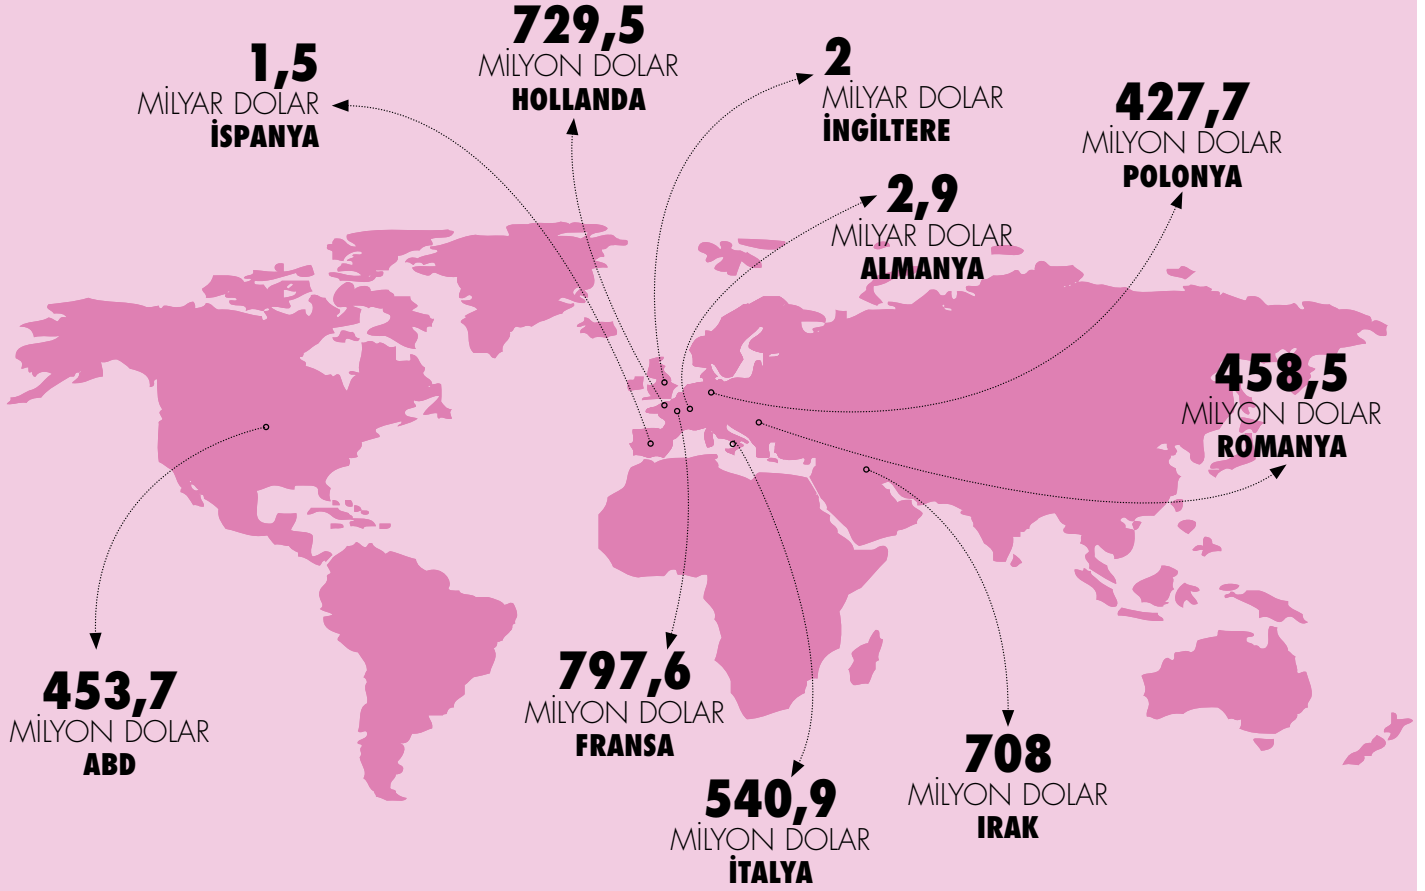 1,5
MİLYAR DOLAR
İSPANYA
729,5
MİLYON DOLAR
HOLLANDA
2
MİLYAR DOLAR
İNGİLTERE
427,7
MİLYON DOLAR
POLONYA
2,9
MİLYAR DOLAR
ALMANYA
458,5
MİLYON DOLAR
ROMANYA
453,7
MİLYON DOLAR
ABD
797,6
MİLYON DOLAR
FRANSA
540,9
MİLYON DOLAR
İTALYA
708
MİLYON DOLAR
IRAK